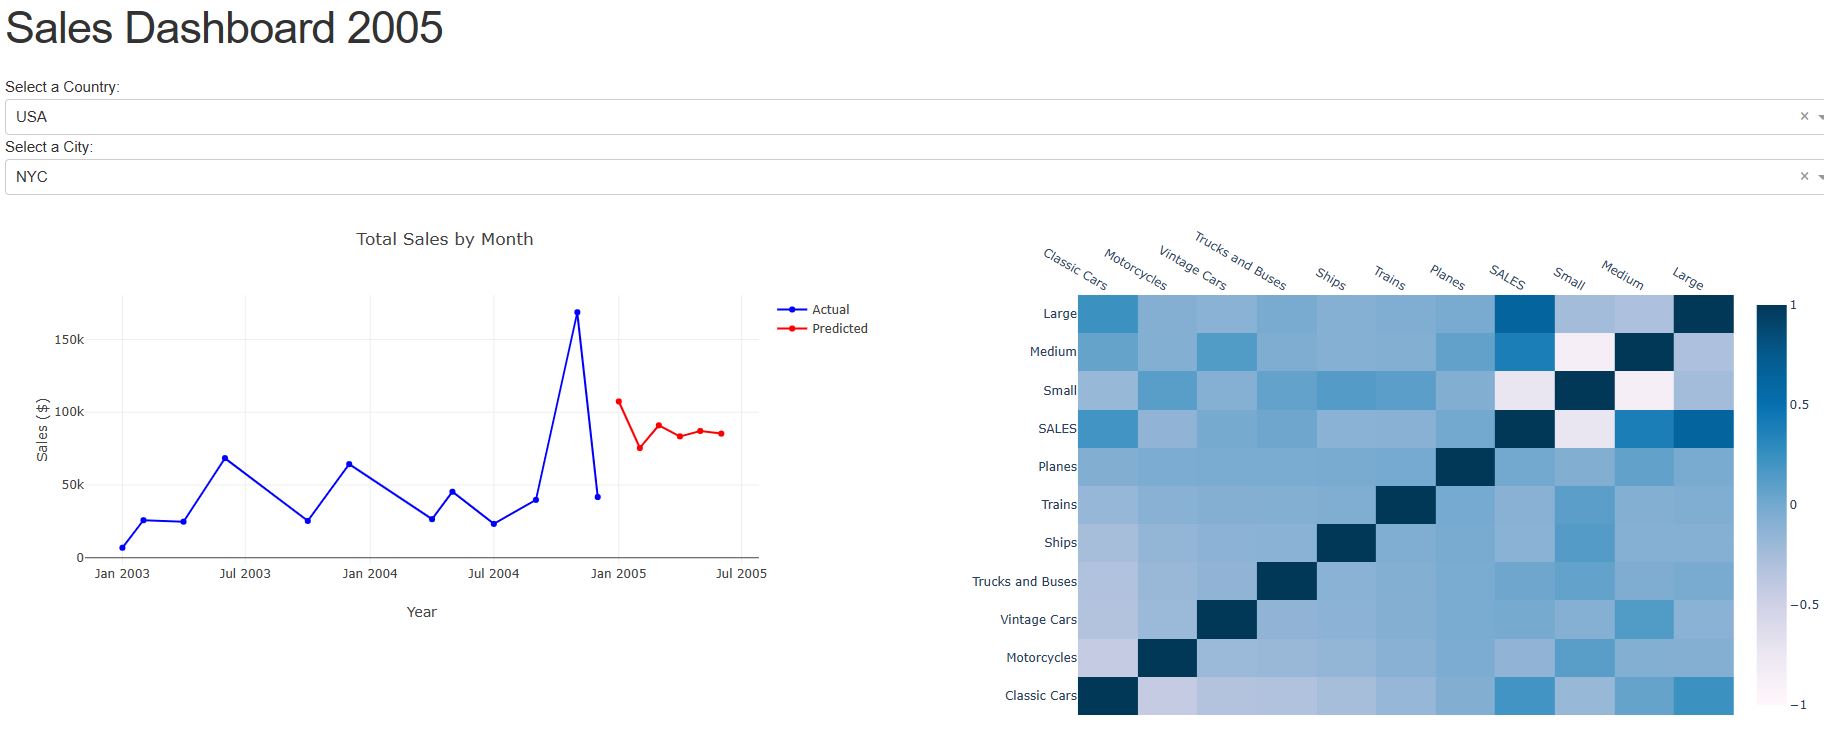 Sales Dashboard 2005
Select a Country:
USA
×
Select a City:
NYC
×
Total Sales by Month
150k
100k
50k
0
Sales ($)
Jan 2003
Jul 2003
Jan 2004
Jul 2004
Jan 2005
Jul 2005
Year
Actual
Predicted
Classic Cars
Motorcycles
Vintage Cars
Trucks and Buses
Ships
Trains
Planes
SALES
Small
Medium
Large
Large
Medium
Small
SALES
Planes
Trains
Ships
Trucks and Buses
Vintage Cars
Motorcycles
Classic Cars
1
0.5
0
−0.5
−1